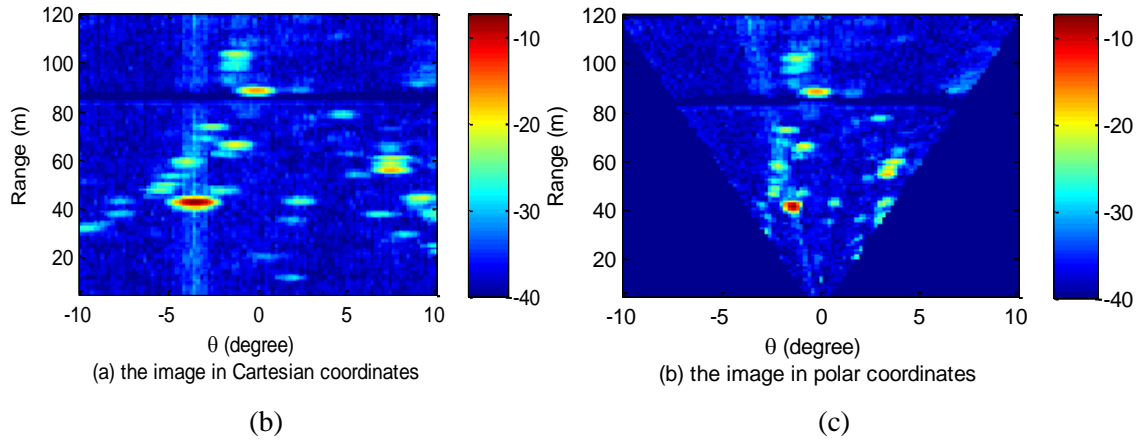 120
100
80
60
40
20
Range (m)
-10 -5 0 5 10
θ (degree)
-10
-20
-30
-40
(a) the image in Cartesian coordinates
(b)
120
100
80
60
40
20
Range (m)
-10 -5 0 5 10
θ (degree)
-10
-20
-30
-40
(b) the image in polar coordinates
(c)